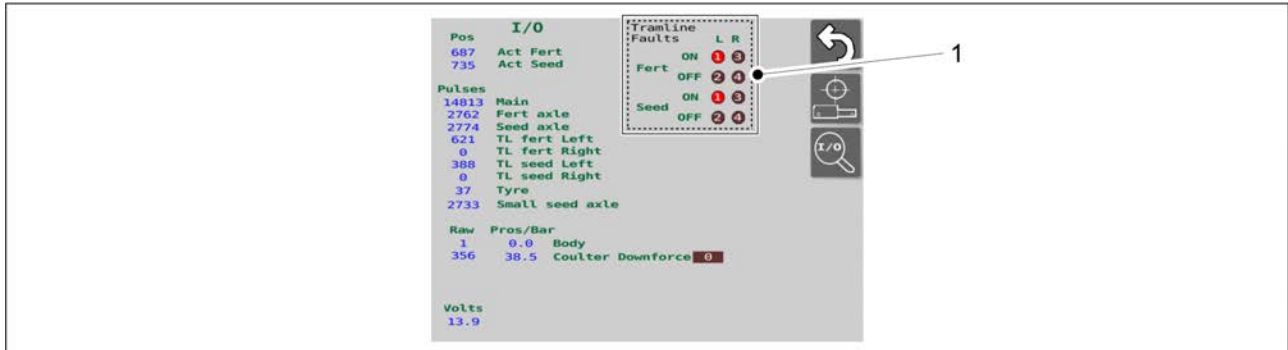 I/O
Pos
687 Act Fert
735 Act Seed
Pulses
14813 Main
2762 Fert axle
2774 Seed axle
621 TL fert Left
0 TL fert Right
388 TL seed Left
0 TL seed Right
37 Tyre
2733 Small seed axle
Raw Pros/Bar
1 0.0 Body
356 38.5 Coulter Downforce 0
Volts
13.9
Tramline
Faults L R
Fert
ON 1 3
OFF 2 4
Seed
ON 1 3
OFF 2 4
I/O
1